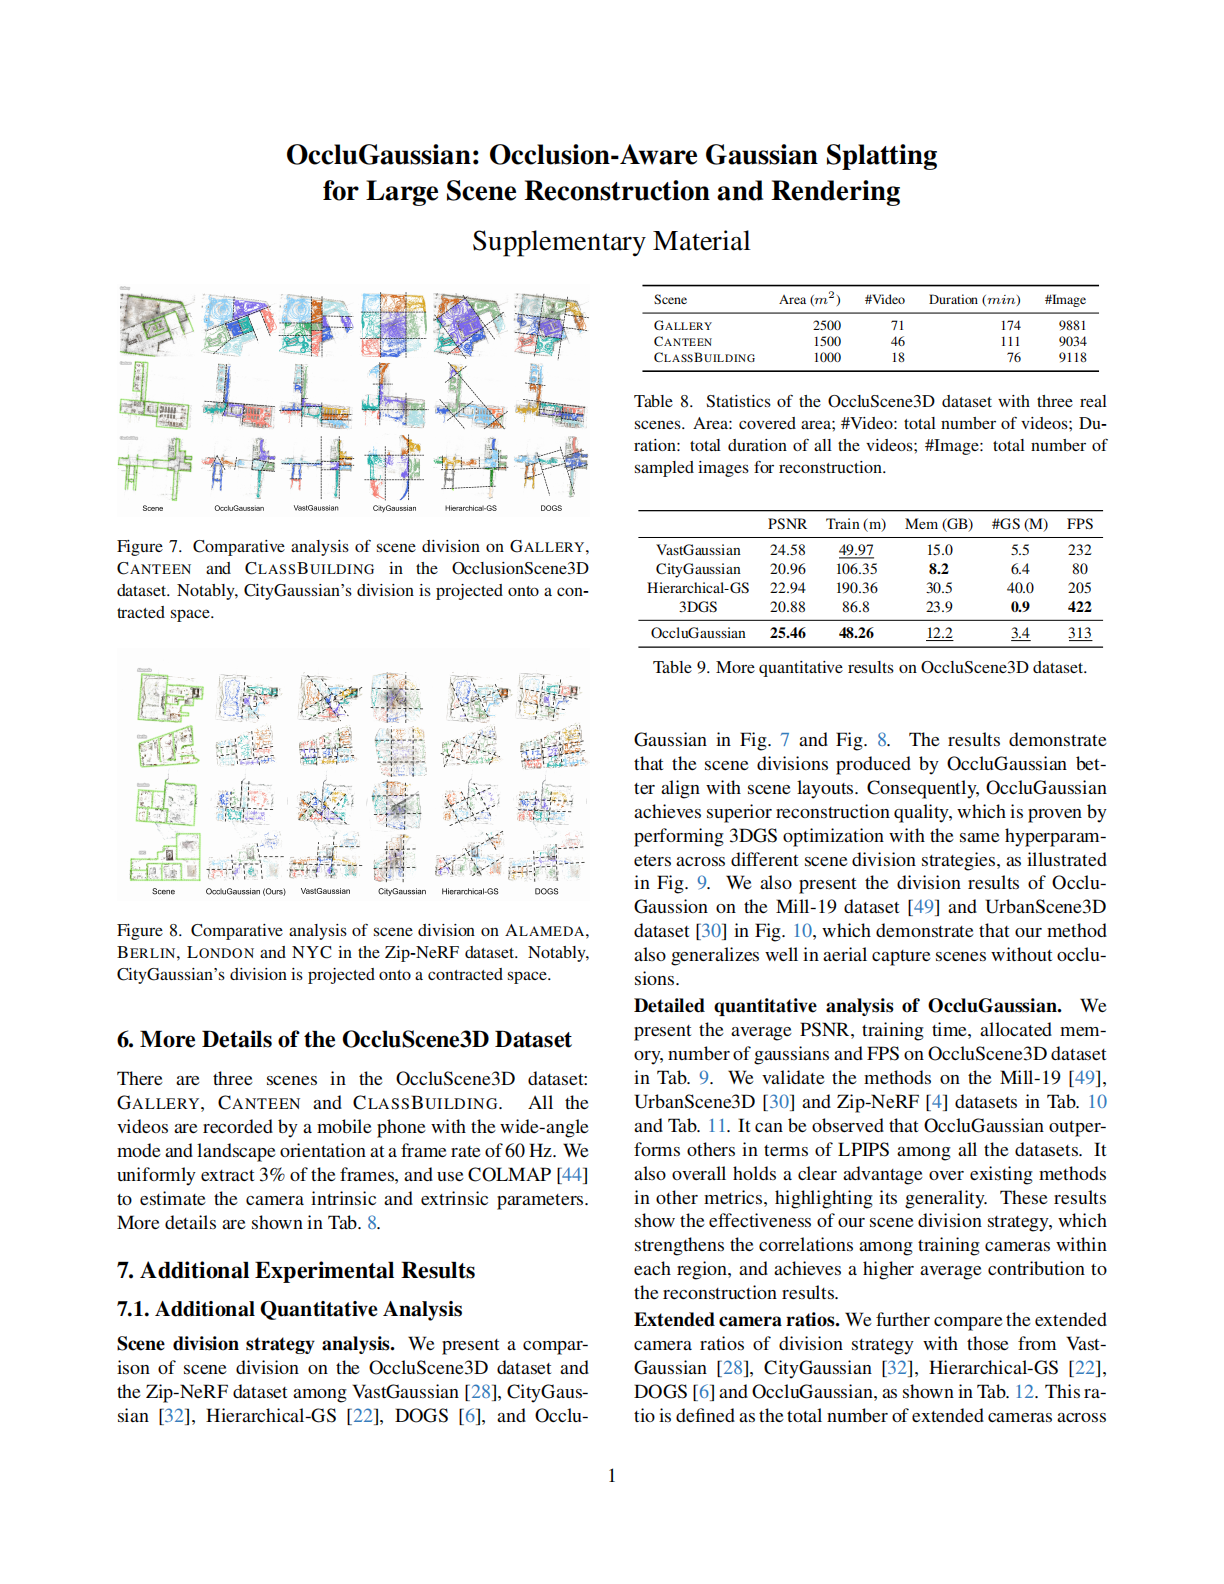 OccluGaussian: Occlusion-Aware Gaussian Splatting
for Large Scene Reconstruction and Rendering
Supplementary Material
Scene OccluGaussian VastGaussian CityGaussian Hierarchical-GS DOGS
Figure 7. Comparative analysis of scene division on GALLERY,
CANTEEN and CLASSBUILDING in the OcclusionScene3D
dataset. Notably, CityGaussian's division is projected onto a con-
tracted space.
Scene OccluGaussian (Ours) VastGaussian CityGaussian Hierarchical-GS DOGS
Figure 8. Comparative analysis of scene division on ALAMEDA,
BERLIN, LONDON and NYC in the Zip-NeRF dataset. Notably,
CityGaussian's division is projected onto a contracted space.
6. More Details of the OccluScene3D Dataset
There are three scenes in the OccluScene3D dataset:
GALLERY, CANTEEN and CLASSBUILDING. All the
videos are recorded by a mobile phone with the wide-angle
mode and landscape orientation at a frame rate of 60 Hz. We
uniformly extract 3% of the frames, and use COLMAP [44]
to estimate the camera intrinsic and extrinsic parameters.
More details are shown in Tab. 8.
7. Additional Experimental Results
7.1. Additional Quantitative Analysis
Scene division strategy analysis. We present a compar-
ison of scene division on the OccluScene3D dataset and
the Zip-NeRF dataset among VastGaussian [28], CityGaus-
sian [32], Hierarchical-GS [22], DOGS [6], and Occlu-
Scene Area (m²) #Video Duration (min) #Image
GALLERY 2500 71 174 9881
CANTEEN 1500 46 111 9034
CLASSBUILDING 1000 18 76 9118
Table 8. Statistics of the OccluScene3D dataset with three real
scenes. Area: covered area; #Video: total number of videos; Du-
ration: total duration of all the videos; #Image: total number of
sampled images for reconstruction.
PSNR Train (m) Mem (GB) #GS (M) FPS
VastGaussian 24.58 49.97 15.0 5.5 232
CityGaussian 20.96 106.35 8.2 6.4 80
Hierarchical-GS 22.94 190.36 30.5 40.0 205
3DGS 20.88 86.8 23.9 0.9 422
OccluGaussian 25.46 48.26 12.2 3.4 313
Table 9. More quantitative results on OccluScene3D dataset.
Gaussian in Fig. 7 and Fig. 8. The results demonstrate
that the scene divisions produced by OccluGaussian bet-
ter align with scene layouts. Consequently, OccluGaussian
achieves superior reconstruction quality, which is proven by
performing 3DGS optimization with the same hyperparam-
eters across different scene division strategies, as illustrated
in Fig. 9. We also present the division results of Occlu-
Gaussion on the Mill-19 dataset [49] and UrbanScene3D
dataset [30] in Fig. 10, which demonstrate that our method
also generalizes well in aerial capture scenes without occlu-
sions.
Detailed quantitative analysis of OccluGaussian. We
present the average PSNR, training time, allocated mem-
ory, number of gaussians and FPS on OccluScene3D dataset
in Tab. 9. We validate the methods on the Mill-19 [49],
UrbanScene3D [30] and Zip-NeRF [4] datasets in Tab. 10
and Tab. 11. It can be observed that OccluGaussian outper-
forms others in terms of LPIPS among all the datasets. It
also overall holds a clear advantage over existing methods
in other metrics, highlighting its generality. These results
show the effectiveness of our scene division strategy, which
strengthens the correlations among training cameras within
each region, and achieves a higher average contribution to
the reconstruction results.
Extended camera ratios. We further compare the extended
camera ratios of division strategy with those from Vast-
Gaussian [28], CityGaussian [32], Hierarchical-GS [22],
DOGS [6] and OccluGaussian, as shown in Tab. 12. This ra-
tio is defined as the total number of extended cameras across
1